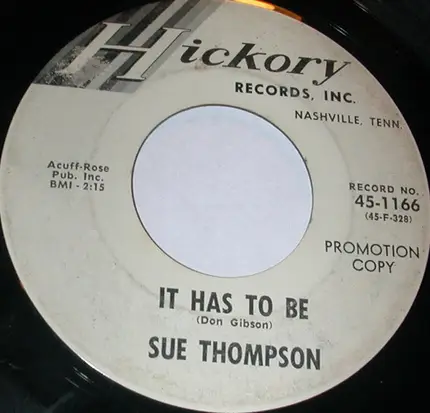 Hickory
RECORDS, INC.
NASHVILLE, TENN.
Acuff-Rose
Pub. Inc.
BMI - 2:15
RECORD NO.
45-1166
(45-F-328)
PROMOTION
COPY
IT HAS TO BE
(Don Gibson)
SUE THOMPSON